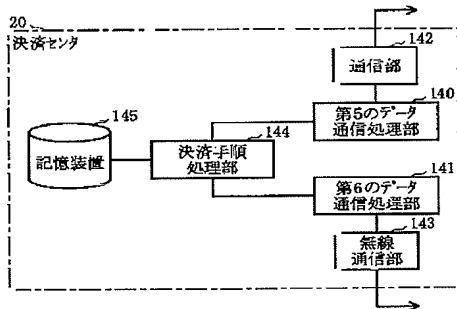 20
決済センタ
142
通信部
140
第5のデータ
通信処理部
145
記憶装置
144
決済手順
処理部
141
第6のデータ
通信処理部
143
無線
通信部